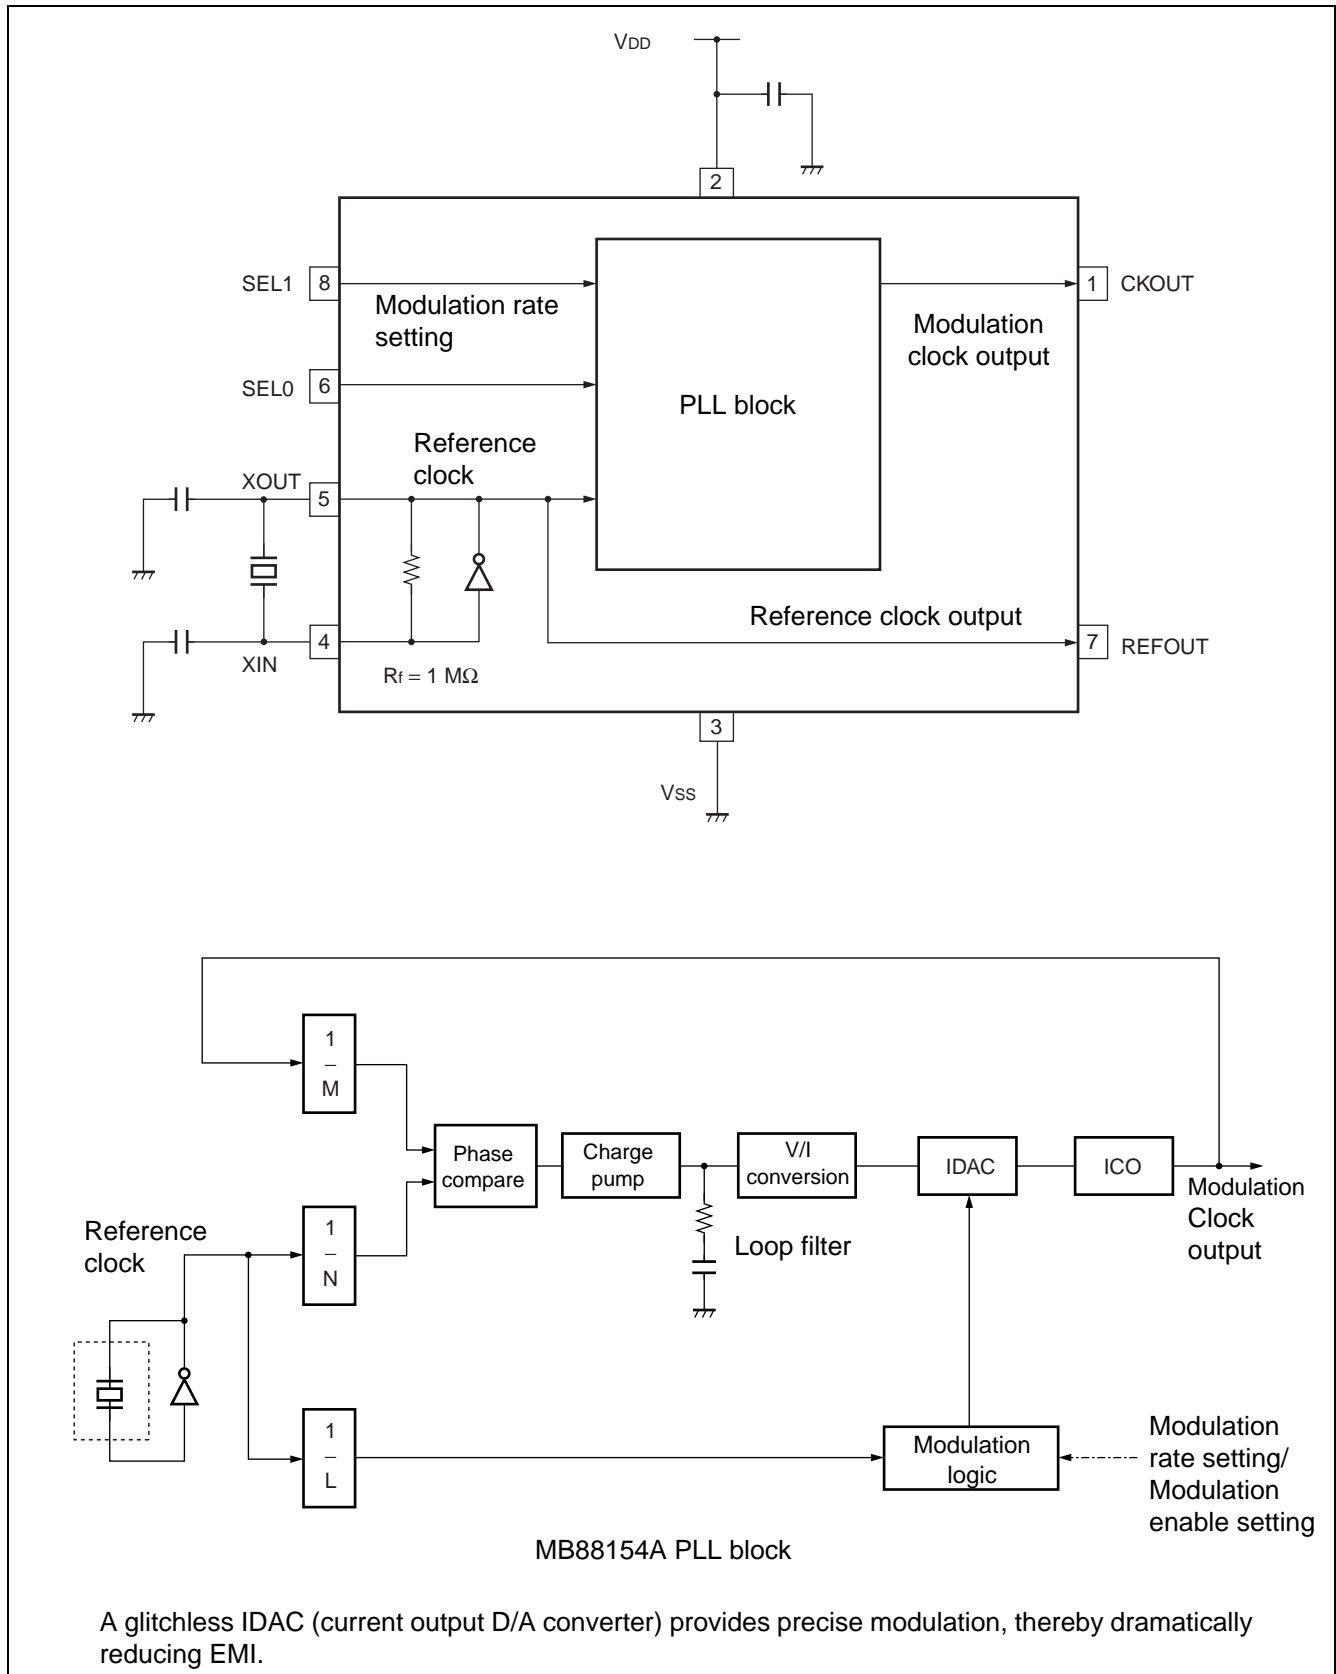 VDD
2
SEL1
8
1
CKOUT
Modulation rate
setting
Modulation
clock output
SEL0
6
PLL block
Reference
clock
XOUT
5
Reference clock output
4
7
REFOUT
XIN
Rf = 1 MΩ
3
VSS
1
–
M
Phase
compare
Charge
pump
V/I
conversion
IDAC
ICO
Modulation
Clock
output
Reference
clock
1
–
N
Loop filter
1
–
L
Modulation
logic
Modulation
rate setting/
Modulation
enable setting
MB88154A PLL block
A glitchless IDAC (current output D/A converter) provides precise modulation, thereby dramatically
reducing EMI.